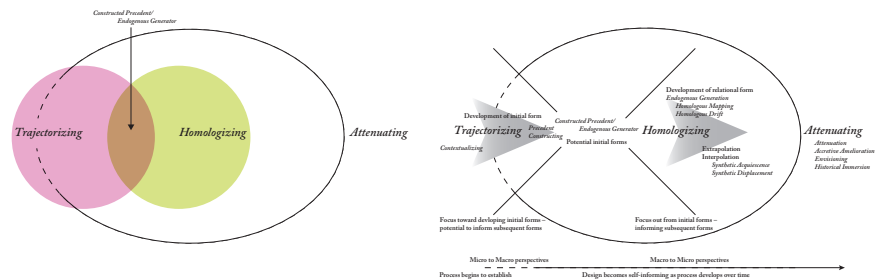 Constructed Precedent/
Endogenous Generator
Trajectorizing
Homologizing
Attenuating
Development of initial form
Trajectorizing
Precedent
Constructing
Contextualizing
Constructed Precedent/
Endogenous Generator
Potential initial forms
Development of relational form
Endogenous Generation
Homologous Mapping
Homologous Drift
Homologizing
Extrapolation
Interpolation
Synthetic Acquiescence
Synthetic Displacement
Attenuating
Attenuation
Accretive Amelioration
Envisioning
Historical Immersion
Focus toward devloping initial forms –
potential to inform subsequent forms
Focus out from initial forms –
informing subsequent forms
Micro to Macro perspectives
Macro to Micro perspectives
Process begins to establish
Design becomes self-informing as process develops over time